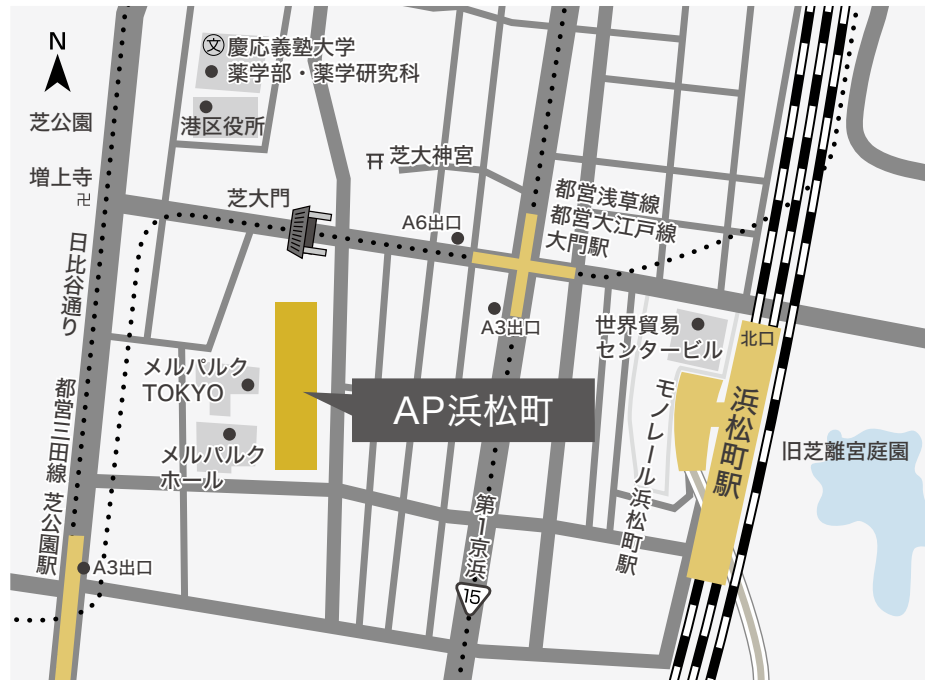 N
文 慶応義塾大学
薬学部・薬学研究科
港区役所
芝公園
増上寺
卍
芝大神宮
芝大門
A6出口
都営浅草線
都営大江戸線
大門駅
日比谷通り
A3出口
世界貿易
センタービル
北口
メルパルク
TOKYO
AP浜松町
モノレール浜松町駅
浜松町駅
旧芝離宮庭園
メルパルク
ホール
都営三田線 芝公園駅
第1京浜
15
A3出口